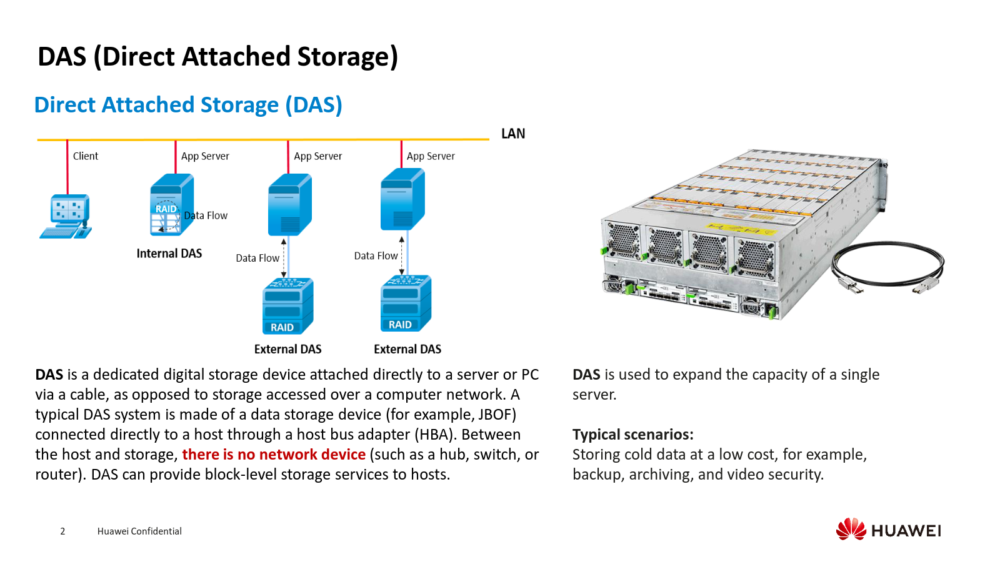 DAS (Direct Attached Storage)
Direct Attached Storage (DAS)
LAN
Client
App Server
App Server
App Server
RAID
Data Flow
Internal DAS
Data Flow
Data Flow
RAID
RAID
External DAS
External DAS
DAS is a dedicated digital storage device attached directly to a server or PC
via a cable, as opposed to storage accessed over a computer network. A
typical DAS system is made of a data storage device (for example, JBOF)
connected directly to a host through a host bus adapter (HBA). Between
the host and storage, there is no network device (such as a hub, switch, or
router). DAS can provide block-level storage services to hosts.
DAS is used to expand the capacity of a single
server.
Typical scenarios:
Storing cold data at a low cost, for example,
backup, archiving, and video security.
2
Huawei Confidential
HUAWEI